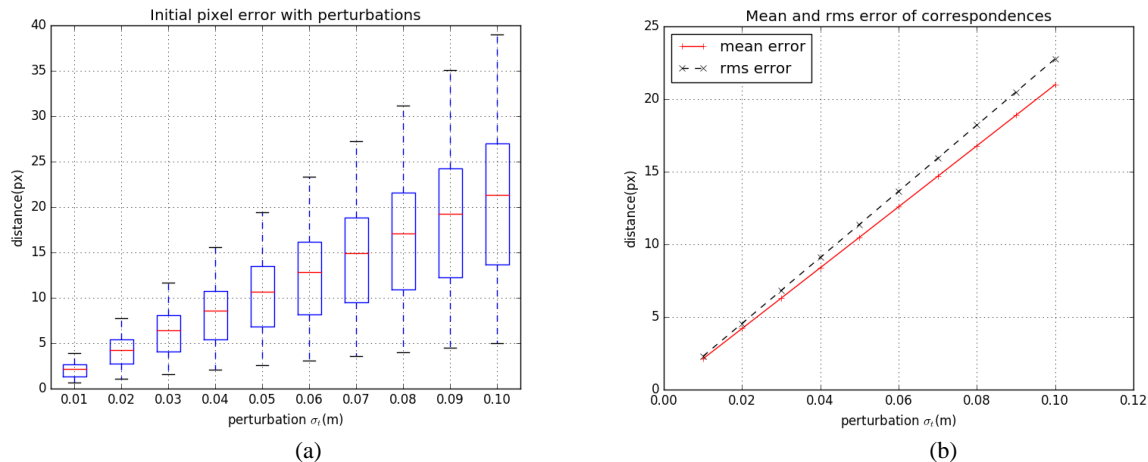 Initial pixel error with perturbations
40
35
30
25
20
15
10
5
0
distance(px)
0.01 0.02 0.03 0.04 0.05 0.06 0.07 0.08 0.09 0.10
perturbation σₜ(m)
(a)
Mean and rms error of correspondences
mean error
rms error
25
20
15
10
5
0
distance(px)
0.00 0.02 0.04 0.06 0.08 0.10 0.12
perturbation σₜ(m)
(b)